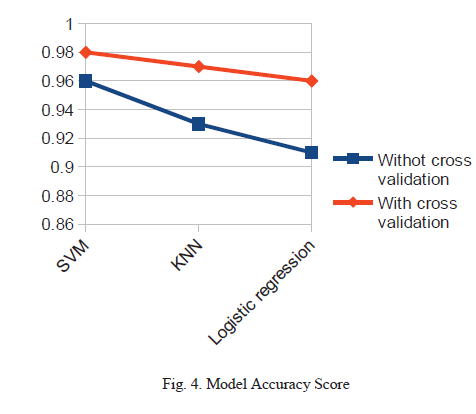 1
0.98
0.96
0.94
0.92
0.9
0.88
0.86
SVM
KNN
Logistic regression
Withot cross
validation
With cross
validation
Fig. 4. Model Accuracy Score